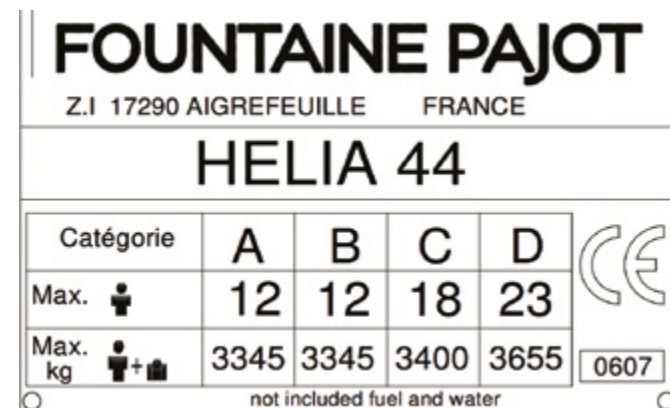 FOUNTAINE PAJOT
Z.I 17290 AIGREFEUILLE FRANCE
HELIA 44
Catégorie A B C D
CE
Max. 12 12 18 23
Max. kg + 3345 3345 3400 3655
0607
not included fuel and water